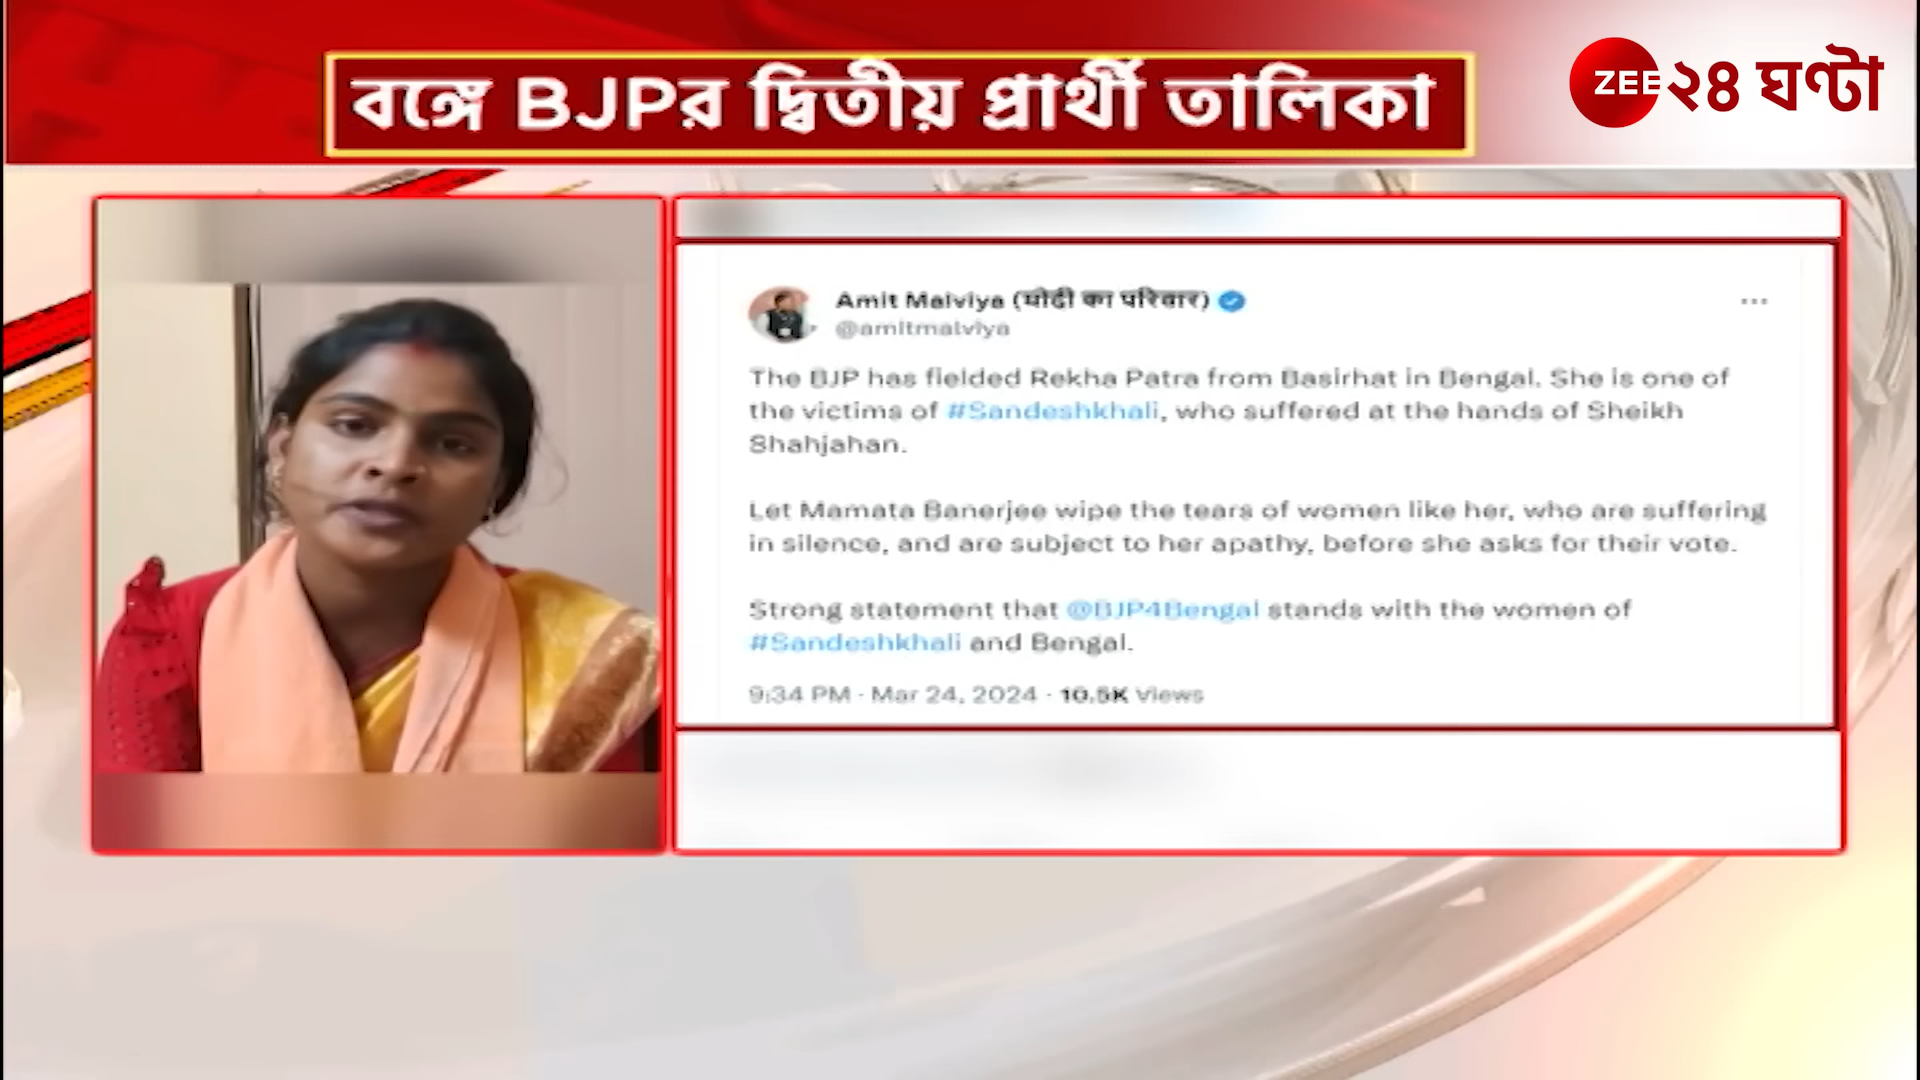 বঙ্গে BJPর দ্বিতীয় প্রার্থী তালিকা
ZEE ২৪ ঘণ্টা
Amit Malviya (मोदी का परिवार)
@amitmalviya
The BJP has fielded Rekha Patra from Basirhat in Bengal. She is one of
the victims of #Sandeshkhali, who suffered at the hands of Sheikh
Shahjahan.
Let Mamata Banerjee wipe the tears of women like her, who are suffering
in silence, and are subject to her apathy, before she asks for their vote.
Strong statement that @BJP4Bengal stands with the women of
#Sandeshkhali and Bengal.
9:34 PM · Mar 24, 2024 · 10.5K Views